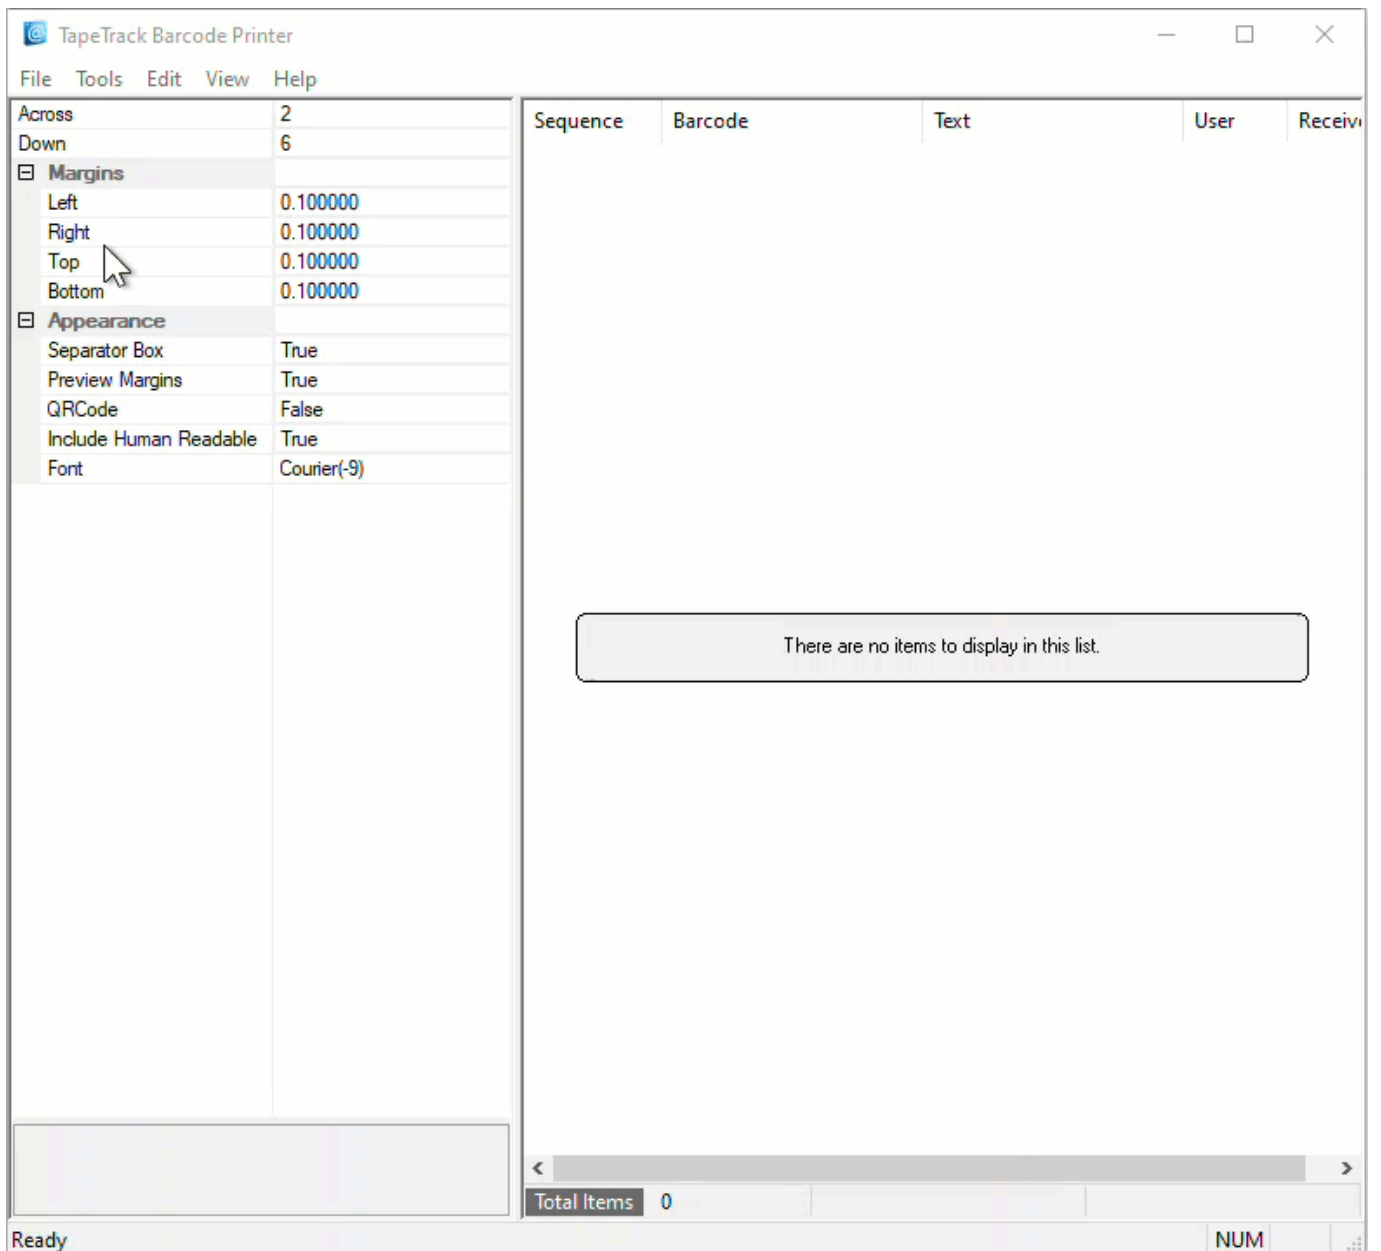 TapeTrack Barcode Printer
File Tools Edit View Help
Across 2
Down 6
Margins
Left 0.100000
Right 0.100000
Top 0.100000
Bottom 0.100000
Appearance
Separator Box True
Preview Margins True
QRCode False
Include Human Readable True
Font Courier(-9)
Sequence Barcode Text User Receive
There are no items to display in this list.
Total Items 0
Ready NUM